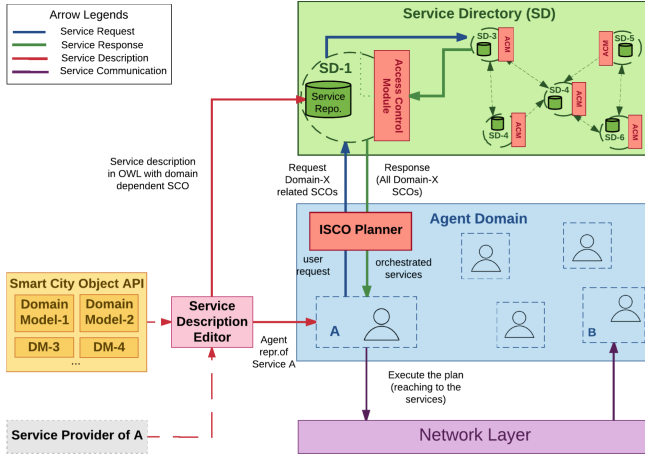 Arrow Legends
Service Request
Service Response
Service Description
Service Communication
Service Directory (SD)
SD-1
Service
Repo.
Access Control
Module
SD-3
ACM
ACM
SD-5
SD-4
ACM
SD-4
ACM
SD-6
ACM
Service description
in OWL with domain
dependent SCO
Request
Domain-X
related SCOs
Response
(All Domain-X
SCOs)
Agent Domain
ISCO Planner
user
request
orchestrated
services
A
B
Smart City Object API
Domain
Model-1
Domain
Model-2
DM-3
DM-4
...
Service
Description
Editor
Agent
repr.of
Service A
Execute the plan
(reaching to the
services)
Service Provider of A
Network Layer